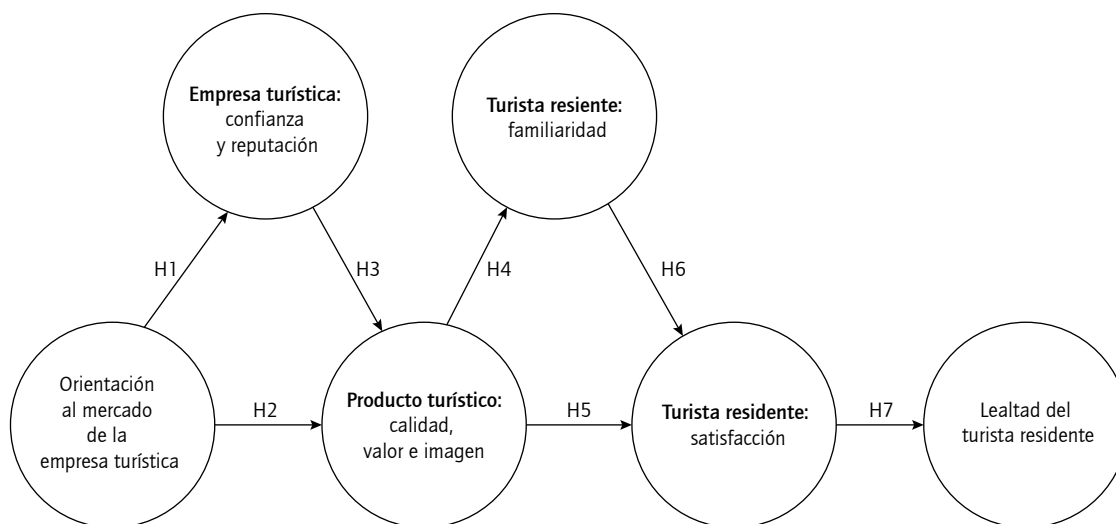 Empresa turística:
confianza
y reputación
Turista resiente:
familiaridad
H1
H3
H4
H6
Orientación
al mercado
de la
empresa turística
H2
Producto turístico:
calidad,
valor e imagen
H5
Turista residente:
satisfacción
H7
Lealtad del
turista residente